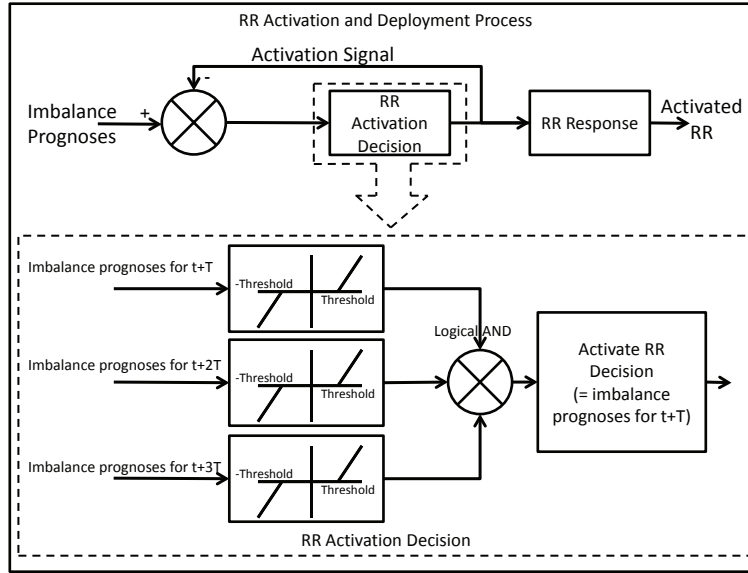 RR Activation and Deployment Process
Activation Signal
-
+
Imbalance
Prognoses
RR
Activation
Decision
RR Response
Activated
RR
Imbalance prognoses for t+T
-Threshold
Threshold
Imbalance prognoses for t+2T
-Threshold
Threshold
Imbalance prognoses for t+3T
-Threshold
Threshold
Logical AND
Activate RR
Decision
(= imbalance
prognoses for t+T)
RR Activation Decision